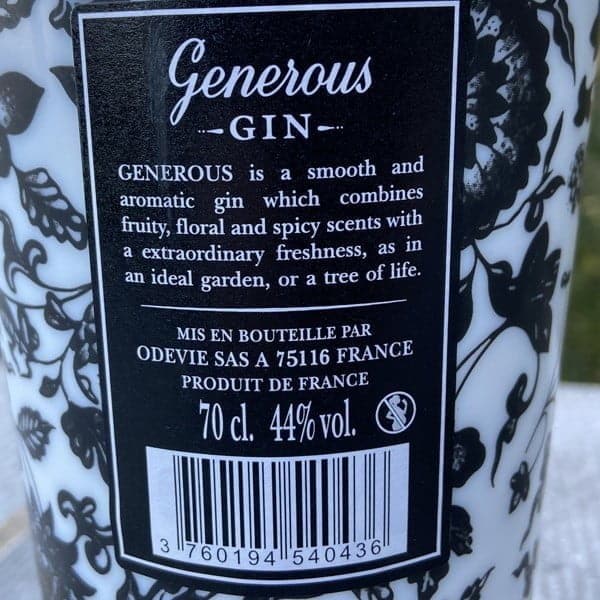 Generous
GIN
GENEROUS is a smooth and
aromatic gin which combines
fruity, floral and spicy scents with
a extraordinary freshness, as in
an ideal garden, or a tree of life.
MIS EN BOUTEILLE PAR
ODEVIE SAS A 75116 FRANCE
PRODUIT DE FRANCE
70 cl. 44% vol.
3 760194 540436